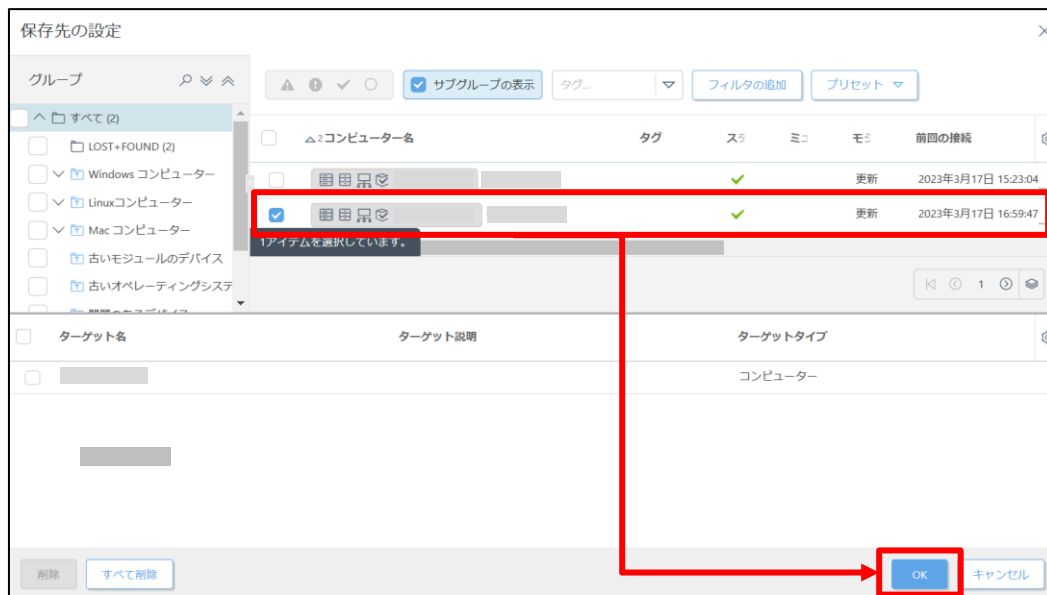 保存先の設定
グループ
サブグループの表示
タグ...
フィルタの追加
プリセット
すべて (2)
LOST+FOUND (2)
Windows コンピューター
Linuxコンピューター
Mac コンピューター
古いモジュールのデバイス
古いオペレーティングシステ
2 コンピューター名 タグ ス ミ モ 前回の接続
更新 2023年3月17日 15:23:04
更新 2023年3月17日 16:59:47
1アイテムを選択しています。
1
ターゲット名 ターゲット説明 ターゲットタイプ
コンピューター
削除 すべて削除 OK キャンセル